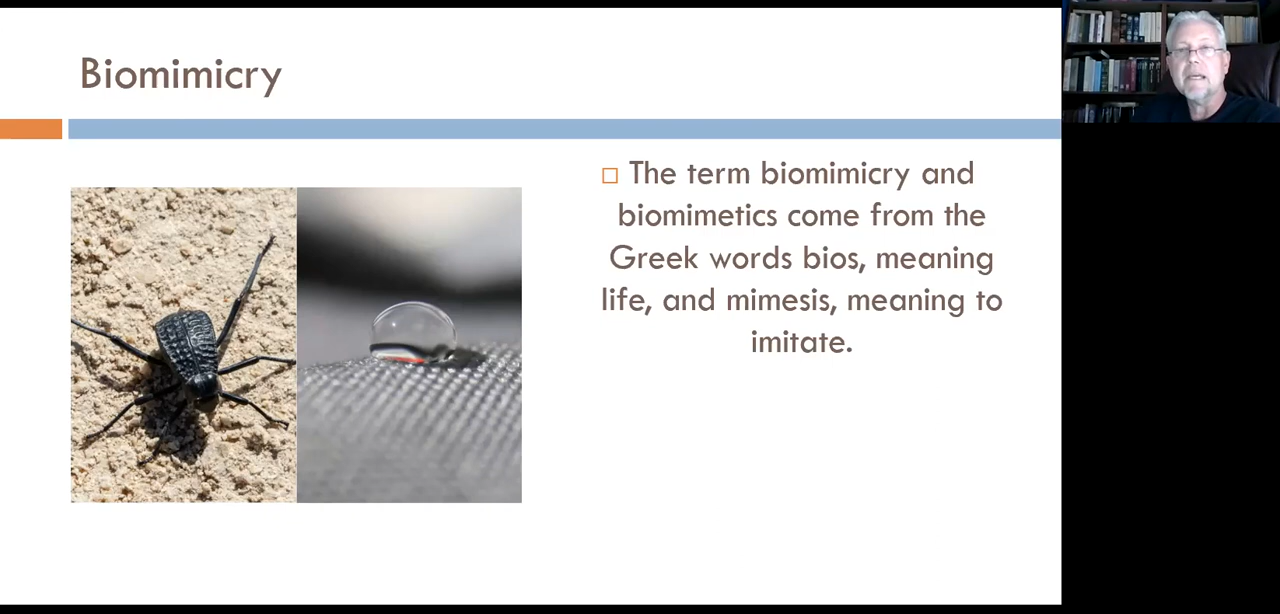 Biomimicry
The term biomimicry and
biomimetics come from the
Greek words bios, meaning
life, and mimesis, meaning to
imitate.